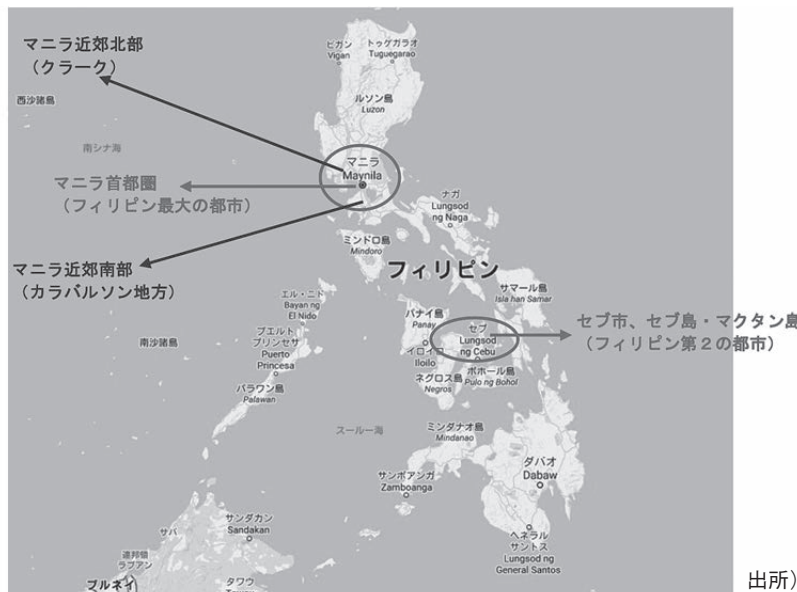 マニラ近郊北部
（クラーク）
ビガン
Vigan
トゥゲガラオ
Tuguegarao
西沙諸島
ルソン島
Luzon
南シナ海
マニラ
Maynila
マニラ首都圏
（フィリピン最大の都市）
ナガ
Lungsod
ng Naga
ミンドロ島
Mindoro
フィリピン
マニラ近郊南部
（カラバルソン地方）
サマール島
Isla han Samar
エル・ニド
Bayan ng
El Nido
パナイ島
Panay
セブ
Lungsod
ng Cebu
セブ市、セブ島・マクタン島
（フィリピン第２の都市）
南沙諸島
プエルト
プリンセサ
Puerto
Princesa
イロイロ
Iloilo
ボホール島
Pulo ng Bohol
ネグロス島
Negros
パラワン島
Palawan
スールー海
ミンダナオ島
Mindanao
ダバオ
Dabaw
サンボアンガ
Zamboanga
サンダカン
Sandakan
サバ
ヘネラル
サントス
Lungsod ng
General Santos
連邦領
ラブアン
ブルネイ
タワウ
出所）